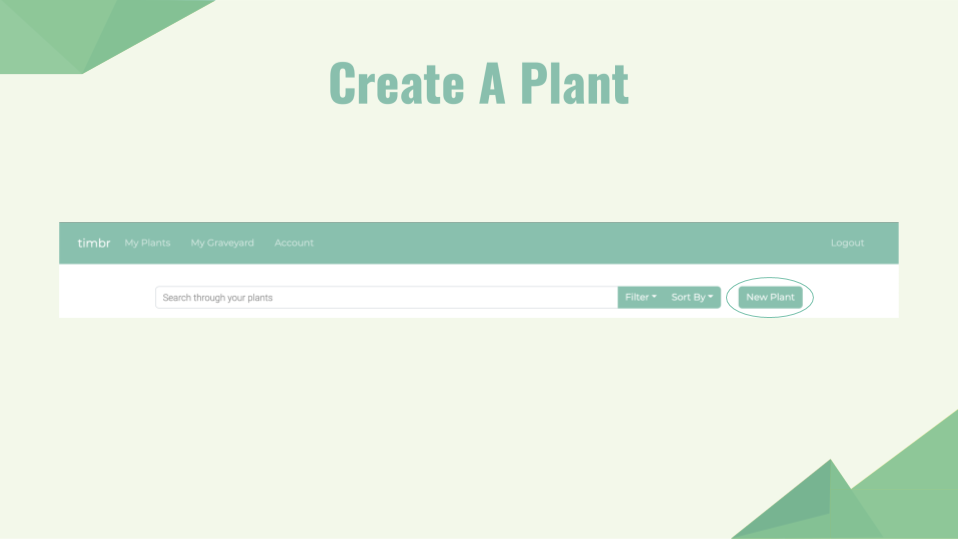 Create A Plant
timbr My Plants My Graveyard Account Logout
Search through your plants Filter Sort By New Plant